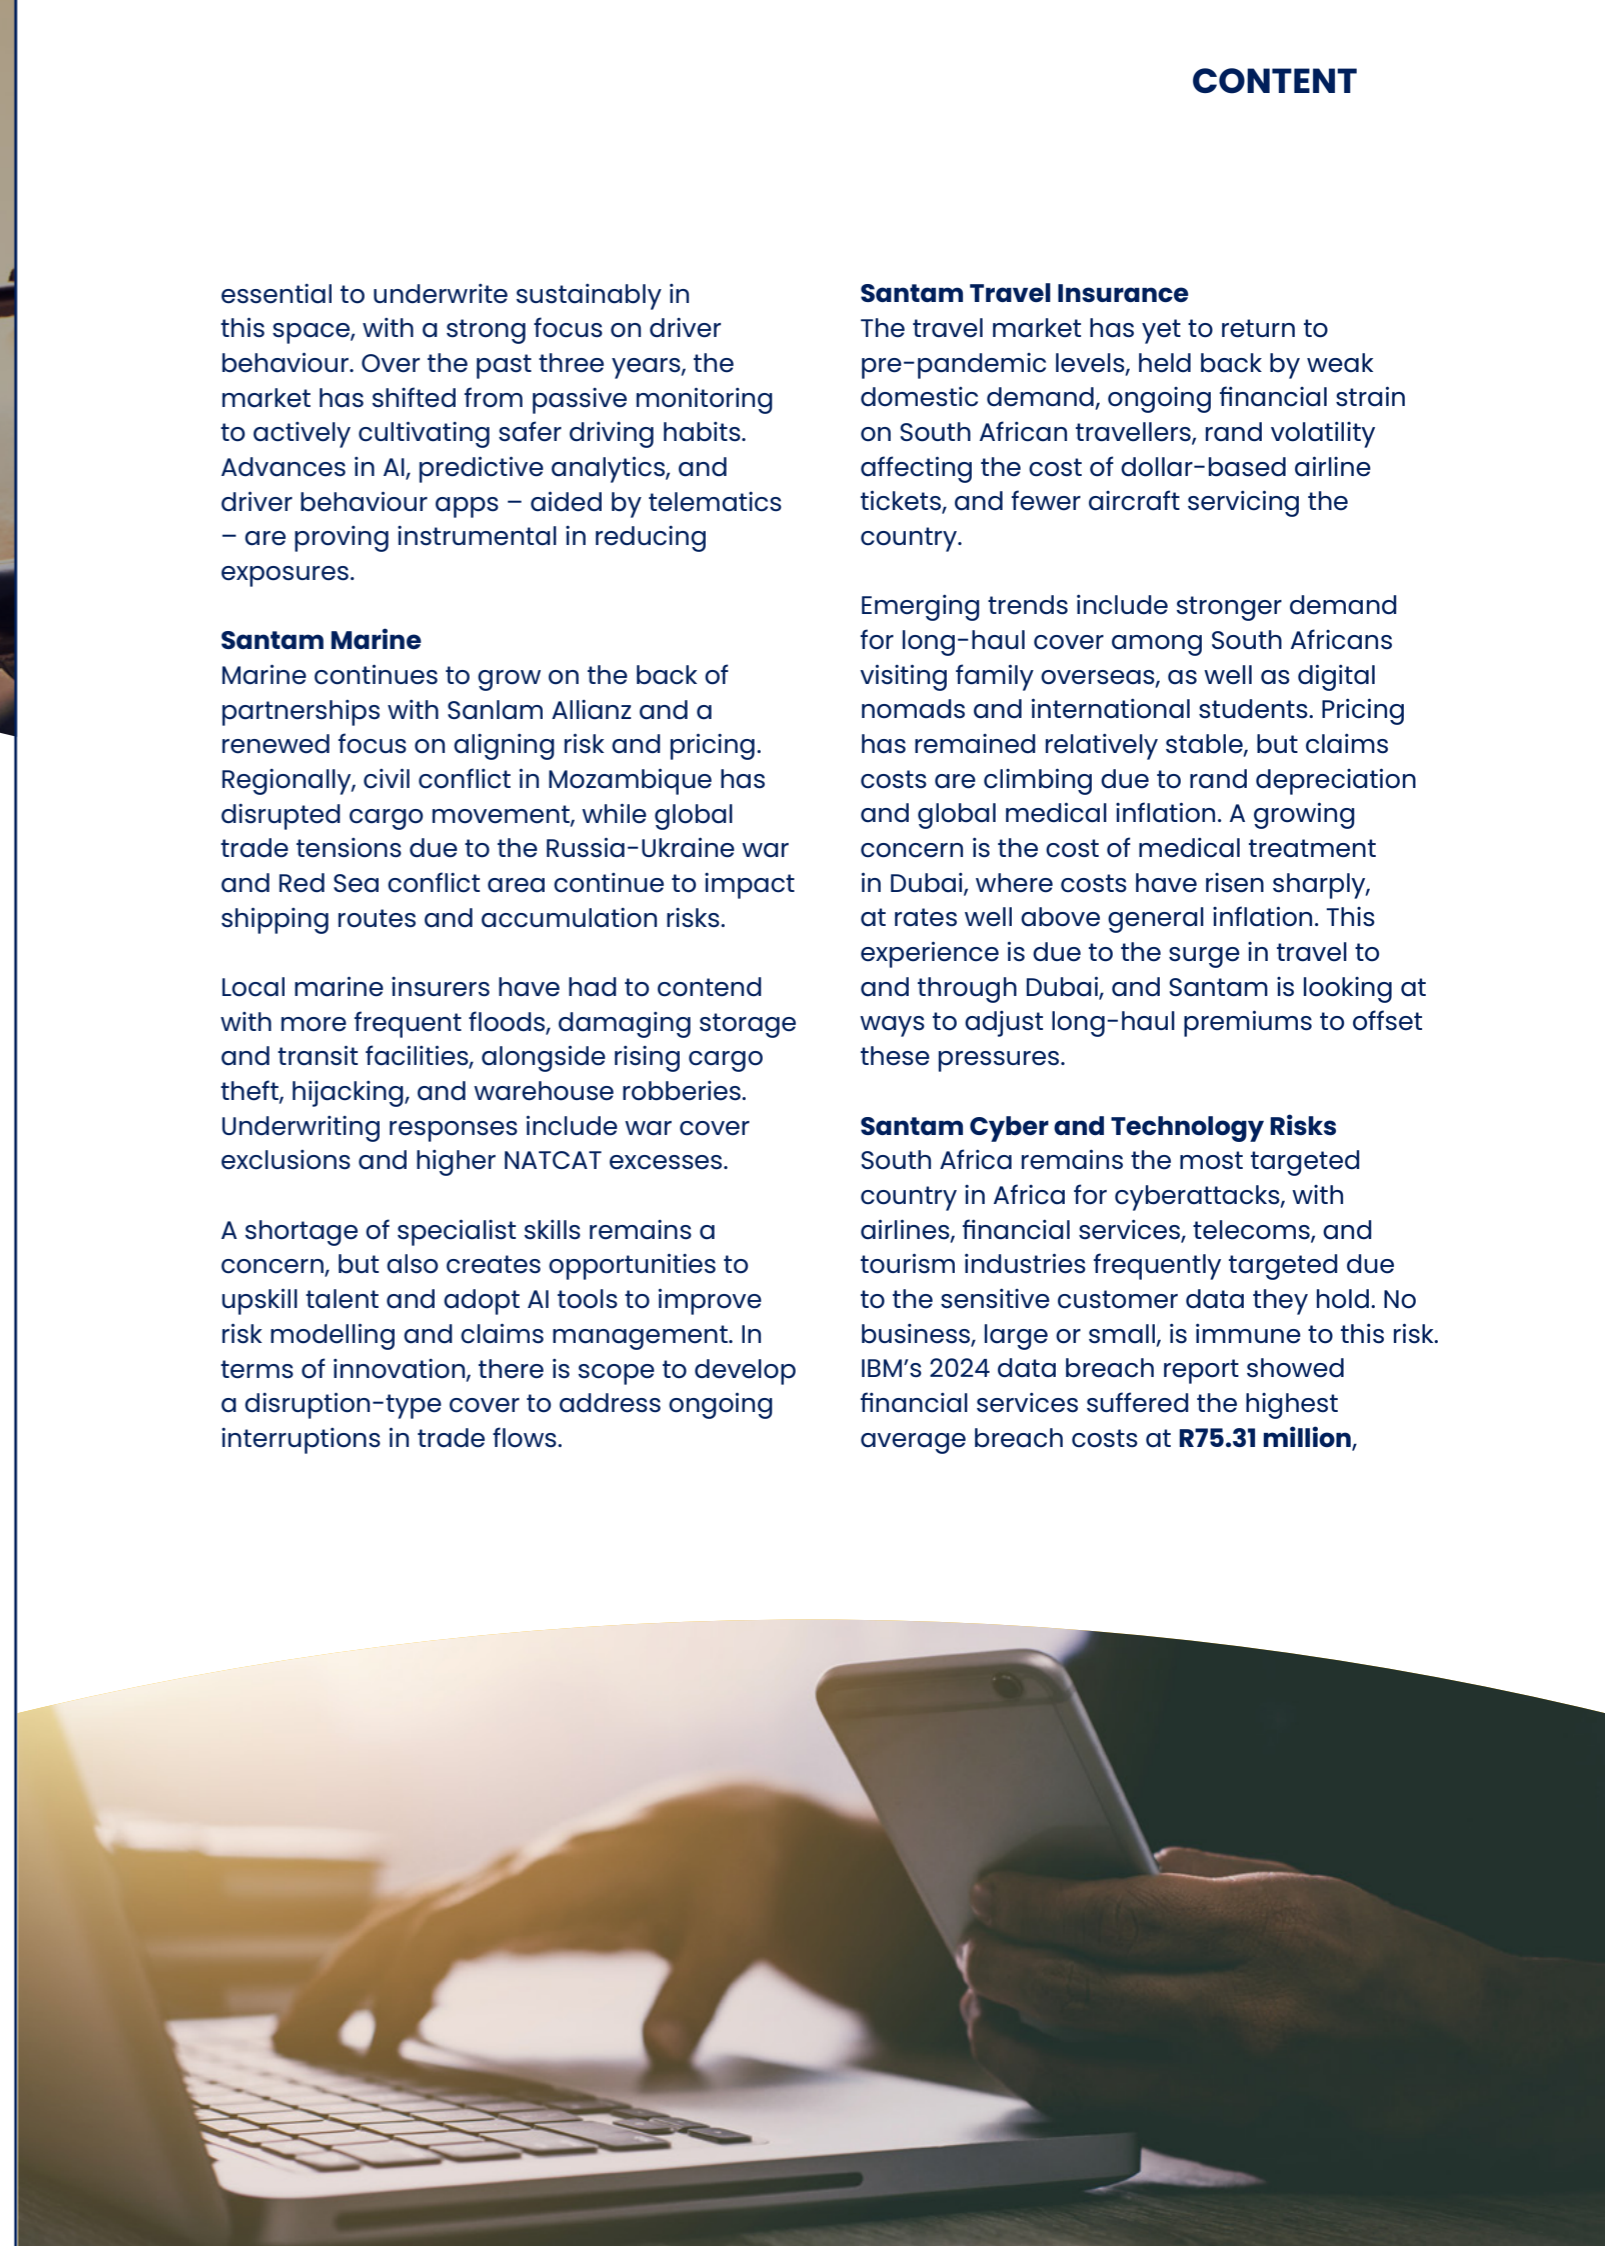 CONTENT
essential to underwrite sustainably in
this space, with a strong focus on driver
behaviour. Over the past three years, the
market has shifted from passive monitoring
to actively cultivating safer driving habits.
Advances in AI, predictive analytics, and
driver behaviour apps – aided by telematics
– are proving instrumental in reducing
exposures.
Santam Marine
Marine continues to grow on the back of
partnerships with Sanlam Allianz and a
renewed focus on aligning risk and pricing.
Regionally, civil conflict in Mozambique has
disrupted cargo movement, while global
trade tensions due to the Russia-Ukraine war
and Red Sea conflict area continue to impact
shipping routes and accumulation risks.
Local marine insurers have had to contend
with more frequent floods, damaging storage
and transit facilities, alongside rising cargo
theft, hijacking, and warehouse robberies.
Underwriting responses include war cover
exclusions and higher NATCAT excesses.
A shortage of specialist skills remains a
concern, but also creates opportunities to
upskill talent and adopt AI tools to improve
risk modelling and claims management. In
terms of innovation, there is scope to develop
a disruption-type cover to address ongoing
interruptions in trade flows.
Santam Travel Insurance
The travel market has yet to return to
pre-pandemic levels, held back by weak
domestic demand, ongoing financial strain
on South African travellers, rand volatility
affecting the cost of dollar-based airline
tickets, and fewer aircraft servicing the
country.
Emerging trends include stronger demand
for long-haul cover among South Africans
visiting family overseas, as well as digital
nomads and international students. Pricing
has remained relatively stable, but claims
costs are climbing due to rand depreciation
and global medical inflation. A growing
concern is the cost of medical treatment
in Dubai, where costs have risen sharply,
at rates well above general inflation. This
experience is due to the surge in travel to
and through Dubai, and Santam is looking at
ways to adjust long-haul premiums to offset
these pressures.
Santam Cyber and Technology Risks
South Africa remains the most targeted
country in Africa for cyberattacks, with
airlines, financial services, telecoms, and
tourism industries frequently targeted due
to the sensitive customer data they hold. No
business, large or small, is immune to this risk.
IBM’s 2024 data breach report showed
financial services suffered the highest
average breach costs at R75.31 million,